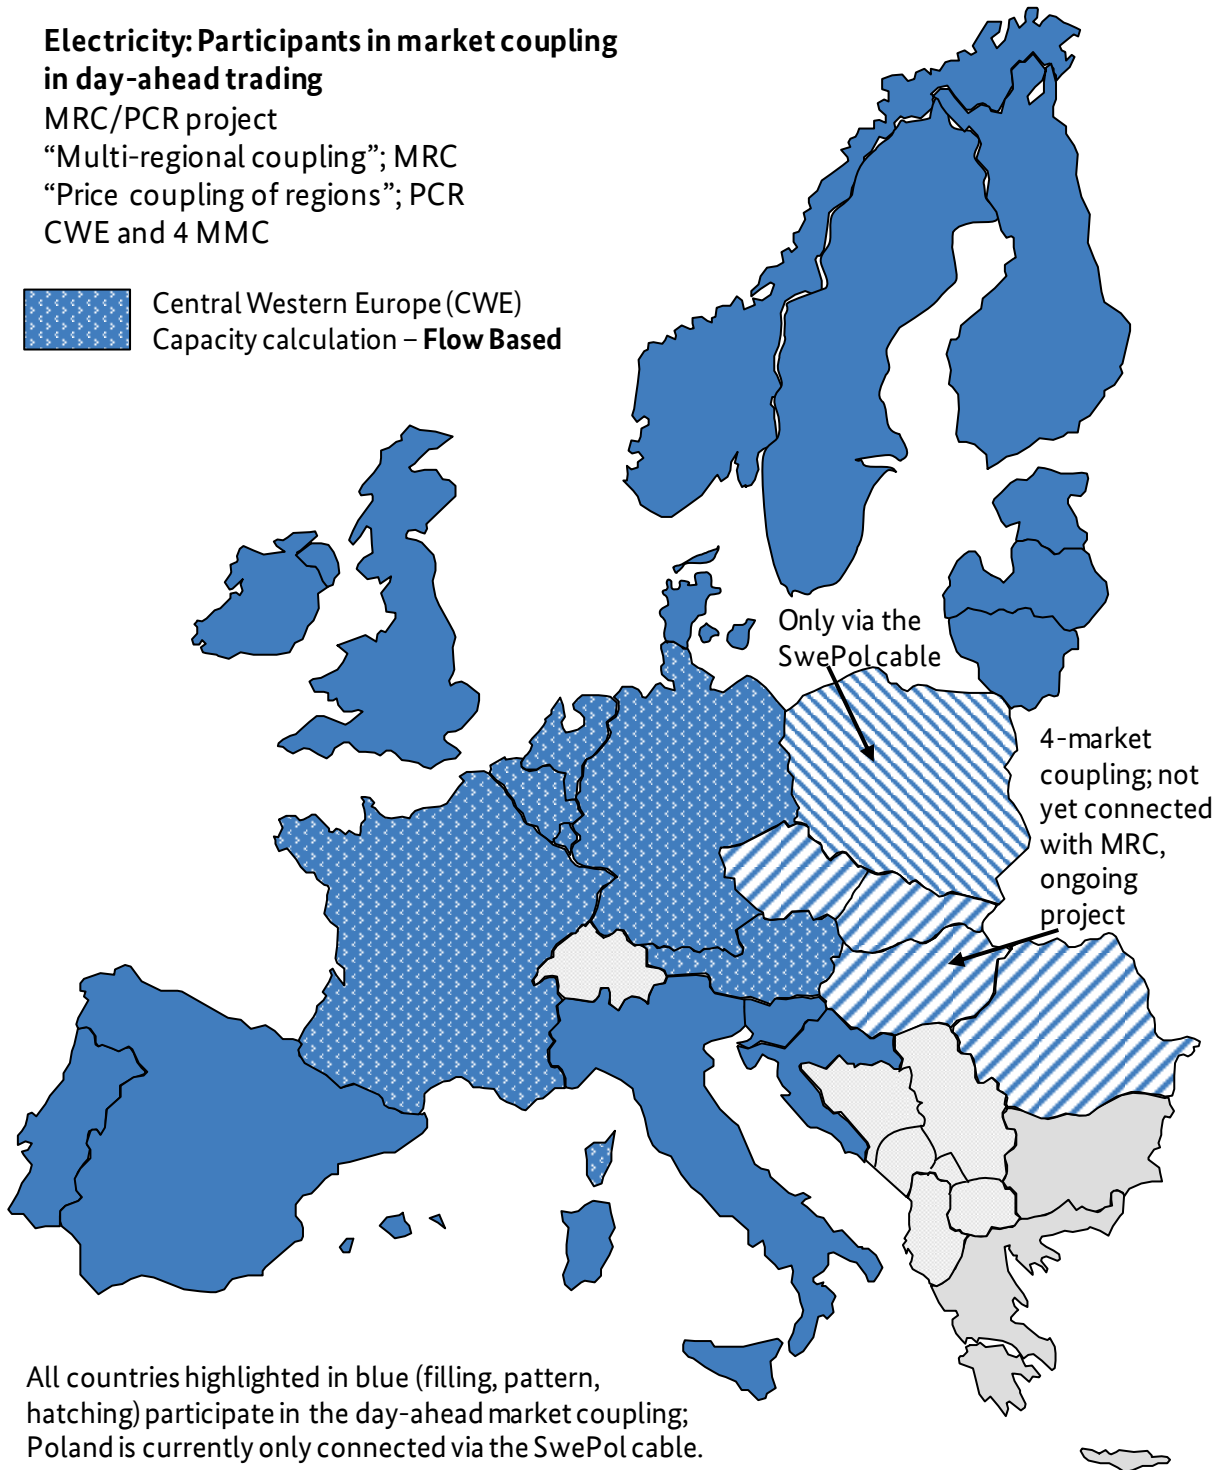 Electricity: Participants in market coupling
in day-ahead trading
MRC/PCR project
“Multi-regional coupling”; MRC
“Price coupling of regions”; PCR
CWE and 4 MMC
Central Western Europe (CWE)
Capacity calculation – Flow Based
Only via the
SwePol cable
4-market
coupling; not
yet connected
with MRC,
ongoing
project
All countries highlighted in blue (filling, pattern,
hatching) participate in the day-ahead market coupling;
Poland is currently only connected via the SwePol cable.